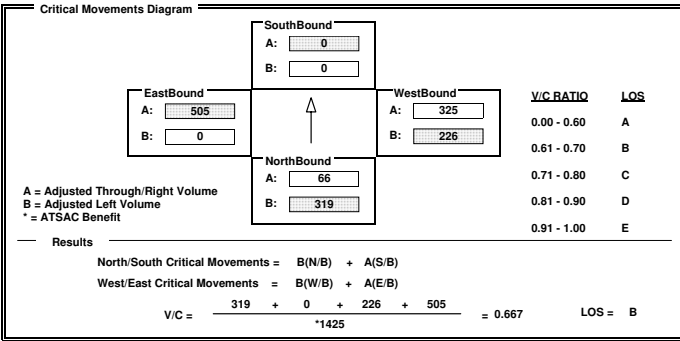 Critical Movements Diagram
SouthBound
A: 0
B: 0
EastBound
A: 505
B: 0
WestBound
A: 325
B: 226
NorthBound
A: 66
B: 319
V/C RATIO LOS
0.00 - 0.60 A
0.61 - 0.70 B
0.71 - 0.80 C
0.81 - 0.90 D
0.91 - 1.00 E
A = Adjusted Through/Right Volume
B = Adjusted Left Volume
* = ATSAC Benefit
Results
North/South Critical Movements = B(N/B) + A(S/B)
West/East Critical Movements = B(W/B) + A(E/B)
319 + 0 + 226 + 505
V/C = = 0.667 LOS = B
*1425